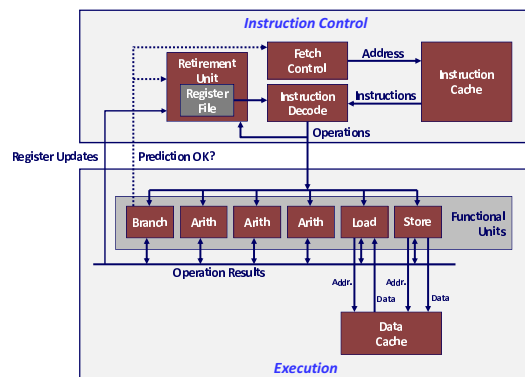 Instruction Control
Retirement
Unit
Register
File
Fetch
Control
Address
Instruction
Cache
Instruction
Decode
Instructions
Operations
Register Updates
Prediction OK?
Branch
Arith
Arith
Arith
Load
Store
Functional
Units
Operation Results
Addr.
Data
Addr.
Data
Data
Cache
Execution